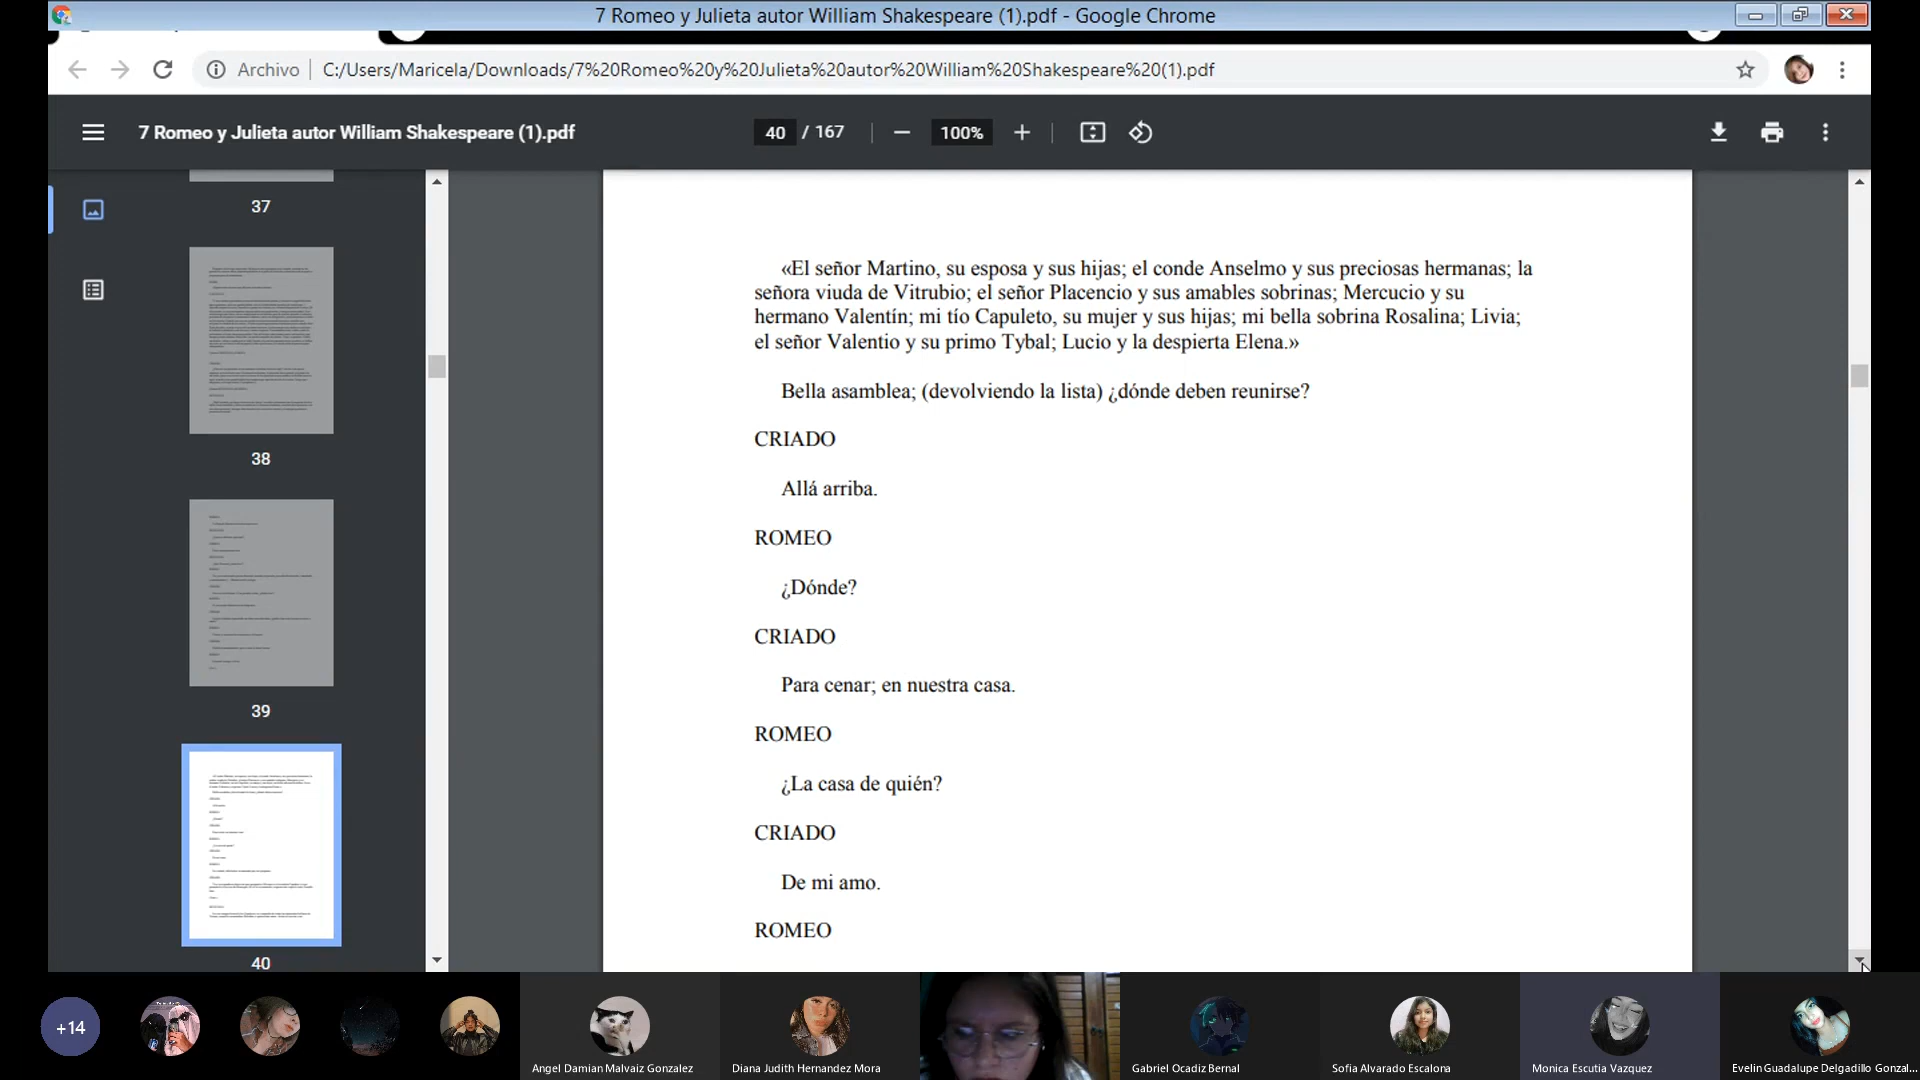 7 Romeo y Julieta autor William Shakespeare (1).pdf - Google Chrome
Archivo C:/Users/Maricela/Downloads/7%20Romeo%20y%20Julieta%20autor%20William%20Shakespeare%20(1).pdf
7 Romeo y Julieta autor William Shakespeare (1).pdf 40 / 167 100%
37
38
39
40
«El señor Martino, su esposa y sus hijas; el conde Anselmo y sus preciosas hermanas; la
señora viuda de Vitrubio; el señor Placencio y sus amables sobrinas; Mercucio y su
hermano Valentín; mi tío Capuleto, su mujer y sus hijas; mi bella sobrina Rosalina; Livia;
el señor Valentio y su primo Tybal; Lucio y la despierta Elena.»
Bella asamblea; (devolviendo la lista) ¿dónde deben reunirse?
CRIADO
Allá arriba.
ROMEO
¿Dónde?
CRIADO
Para cenar; en nuestra casa.
ROMEO
¿La casa de quién?
CRIADO
De mi amo.
ROMEO
+14
Angel Damian Malvaiz Gonzalez
Diana Judith Hernandez Mora
Gabriel Ocadiz Bernal
Sofia Alvarado Escalona
Monica Escutia Vazquez
Evelin Guadalupe Delgadillo Gonzal...